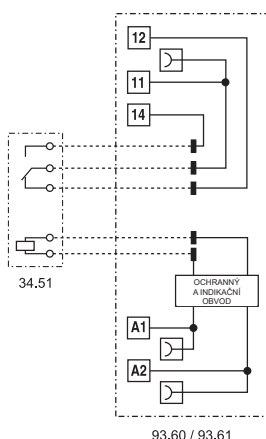 12
11
14
34.51
OCHRANNÝ
A INDIKAČNÍ
OBVOD
A1
A2
93.60 / 93.61